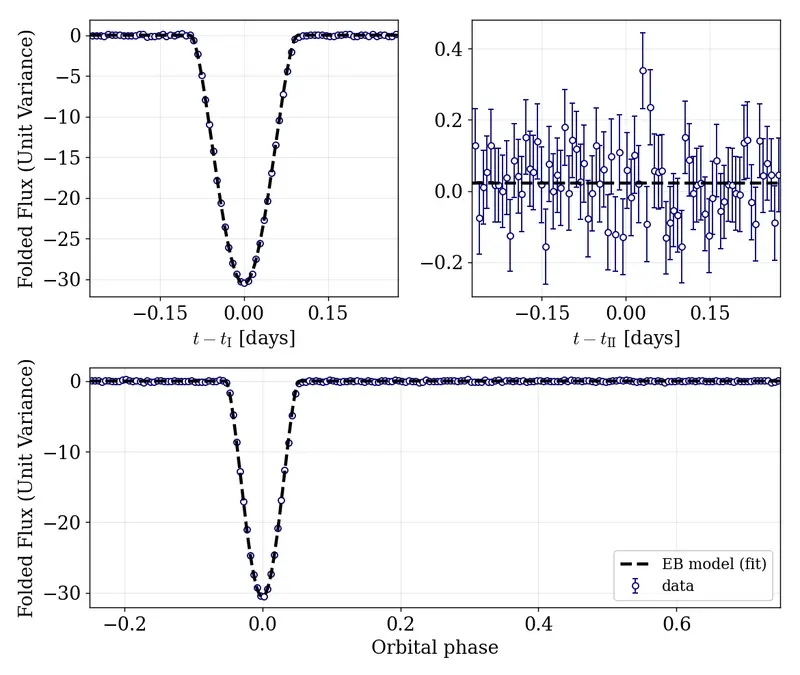 Folded Flux (Unit Variance)
0
−5
−10
−15
−20
−25
−30
−0.15 0.00 0.15
t − tI [days]
0.4
0.2
0.0
−0.2
−0.15 0.00 0.15
t − tII [days]
Folded Flux (Unit Variance)
0
−10
−20
−30
EB model (fit)
data
−0.2 0.0 0.2 0.4 0.6
Orbital phase